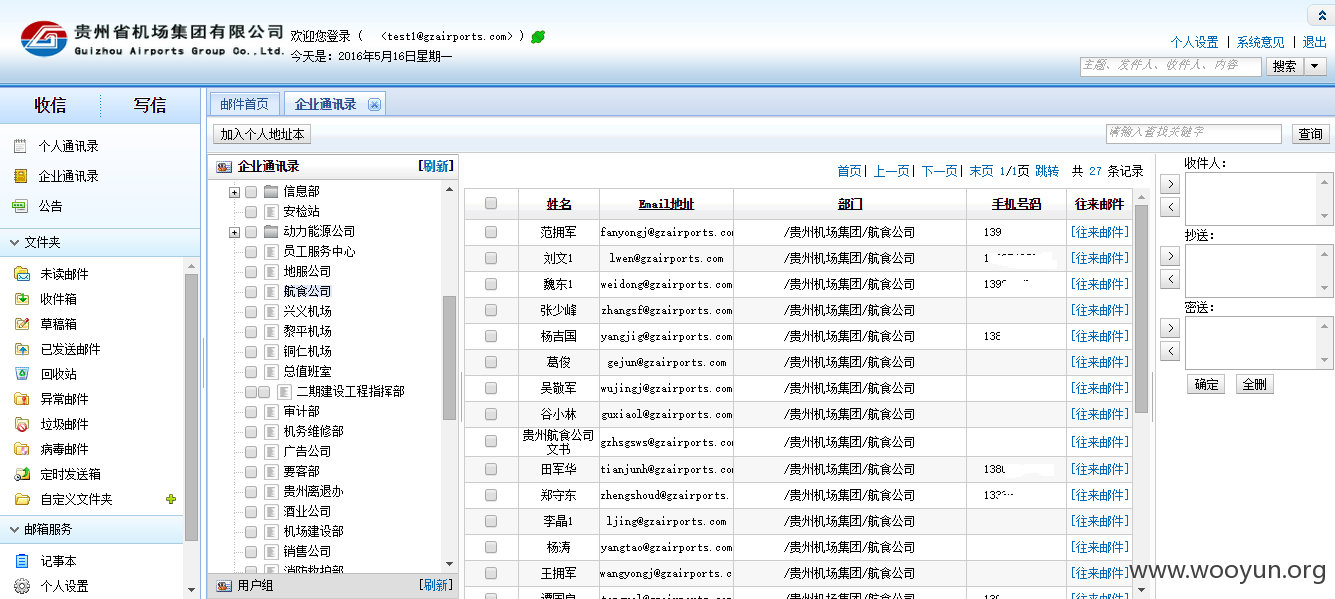 贵州省机场集团有限公司
Guizhou Airports Group Co.,Ltd.
欢迎您登录 ( <test1@gzairports.com> )
今天是: 2016年5月16日星期一
个人设置 | 系统意见 | 退出
主题、发件人、收件人、内容 搜索
收信 写信
个人通讯录
企业通讯录
公告
文件夹
未读邮件
收件箱
草稿箱
已发送邮件
回收站
异常邮件
垃圾邮件
病毒邮件
定时发送箱
自定义文件夹
邮箱服务
记事本
个人设置
邮件首页 企业通讯录
加入个人地址本 请输入查找关键字 查询
企业通讯录 [刷新]
信息部
安检站
动力能源公司
员工服务中心
地服公司
航食公司
兴义机场
黎平机场
铜仁机场
总值班室
二期建设工程指挥部
审计部
机务维修部
广告公司
要客部
贵州离退办
酒业公司
机场建设部
销售公司
消防救护部
用户组 [刷新]
首页| 上一页| 下一页| 末页 1/1页 跳转 共 27 条记录
姓名 Email地址 部门 手机号码 往来邮件
范拥军 fanyongj@gzairports.com /贵州机场集团/航食公司 139 [往来邮件]
刘文1 lwen@gzairports.com /贵州机场集团/航食公司 1 [往来邮件]
魏东1 weidong@gzairports.com /贵州机场集团/航食公司 139 [往来邮件]
张少峰 zhangsf@gzairports.com /贵州机场集团/航食公司 [往来邮件]
杨吉国 yangjig@gzairports.com /贵州机场集团/航食公司 138 [往来邮件]
葛俊 gejun@gzairports.com /贵州机场集团/航食公司 [往来邮件]
吴敬军 wujingj@gzairports.com /贵州机场集团/航食公司 [往来邮件]
谷小林 guxiaol@gzairports.com /贵州机场集团/航食公司 [往来邮件]
贵州航食公司文书 gzhsgsws@gzairports.com /贵州机场集团/航食公司 [往来邮件]
田军华 tianjunh@gzairports.com /贵州机场集团/航食公司 138 [往来邮件]
郑守东 zhengshoud@gzairports. /贵州机场集团/航食公司 13 [往来邮件]
李晶1 ljing@gzairports.com /贵州机场集团/航食公司 [往来邮件]
杨涛 yangtao@gzairports.com /贵州机场集团/航食公司 [往来邮件]
王拥军 wangyongj@gzairports.c /贵州机场集团/航食公司 [往来邮件]
收件人:
抄送:
密送:
确定 全删
www.wooyun.org